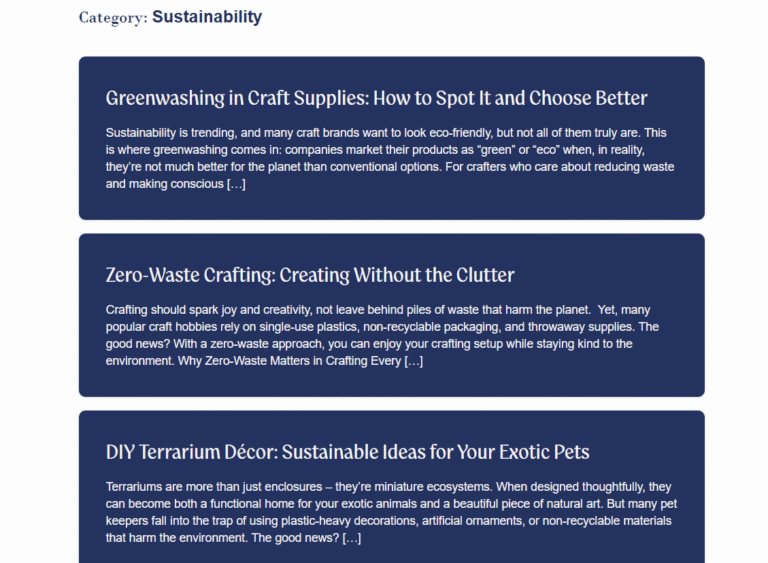 Category: Sustainability
Greenwashing in Craft Supplies: How to Spot It and Choose Better
Sustainability is trending, and many craft brands want to look eco-friendly, but not all of them truly are. This
is where greenwashing comes in: companies market their products as “green” or “eco” when, in reality,
they’re not much better for the planet than conventional options. For crafters who care about reducing waste
and making conscious […]
Zero-Waste Crafting: Creating Without the Clutter
Crafting should spark joy and creativity, not leave behind piles of waste that harm the planet.  Yet, many
popular craft hobbies rely on single-use plastics, non-recyclable packaging, and throwaway supplies. The
good news? With a zero-waste approach, you can enjoy your crafting setup while staying kind to the
environment. Why Zero-Waste Matters in Crafting Every […]
DIY Terrarium Décor: Sustainable Ideas for Your Exotic Pets
Terrariums are more than just enclosures – they’re miniature ecosystems. When designed thoughtfully, they
can become both a functional home for your exotic animals and a beautiful piece of natural art. But many pet
keepers fall into the trap of using plastic-heavy decorations, artificial ornaments, or non-recyclable materials
that harm the environment. The good news? […]